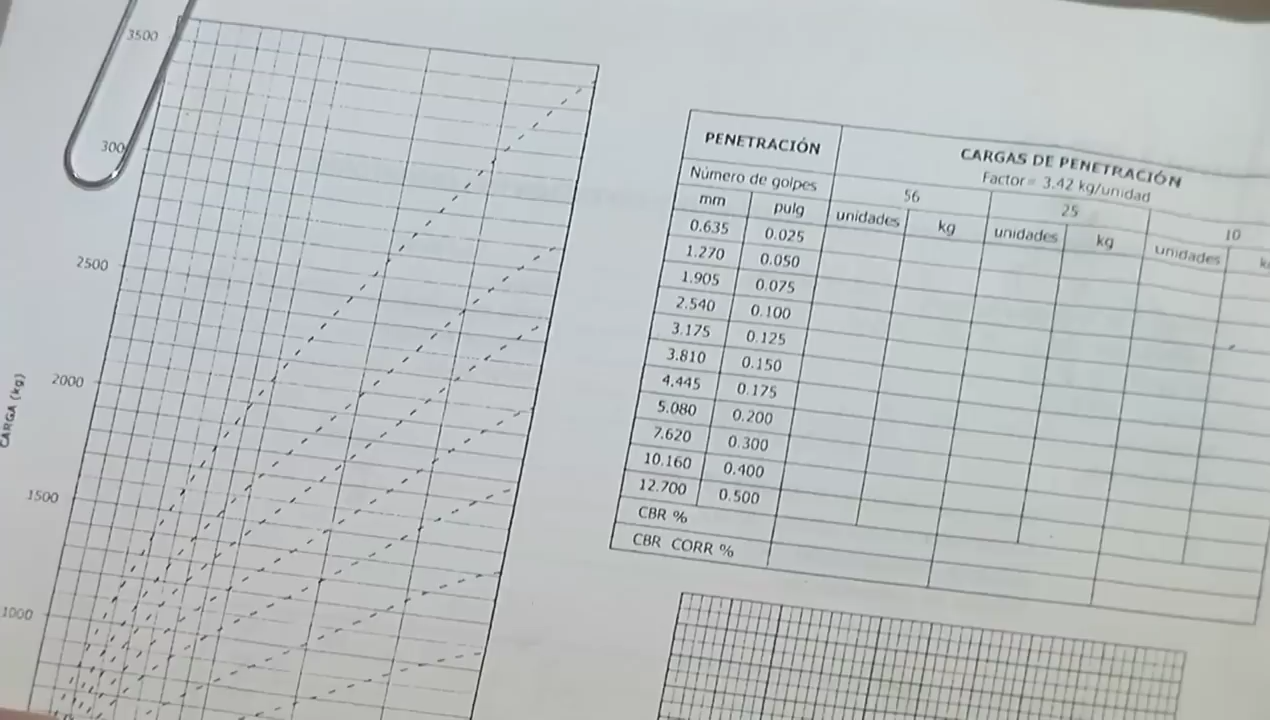 3500
300
2500
2000
CARGA (kg)
1500
1000
PENETRACIÓN
CARGAS DE PENETRACIÓN
Factor= 3.42 kg/unidad
Número de golpes
56
25
10
mm
pulg
unidades
kg
unidades
kg
unidades
0.635 0.025
1.270 0.050
1.905 0.075
2.540 0.100
3.175 0.125
3.810 0.150
4.445 0.175
5.080 0.200
7.620 0.300
10.160 0.400
12.700 0.500
CBR %
CBR CORR %